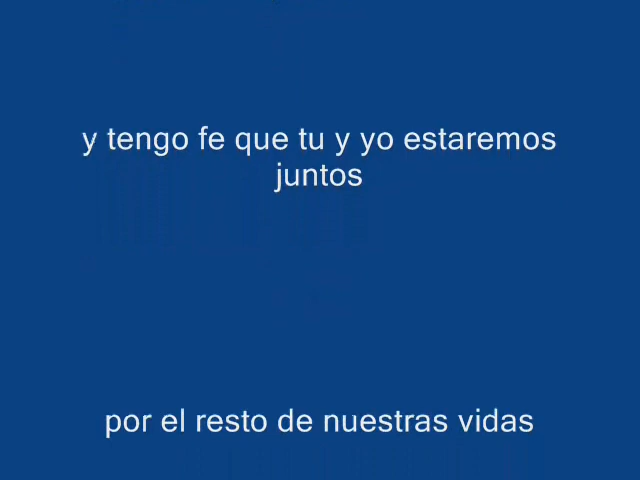 y tengo fe que tu y yo estaremos
juntos
por el resto de nuestras vidas